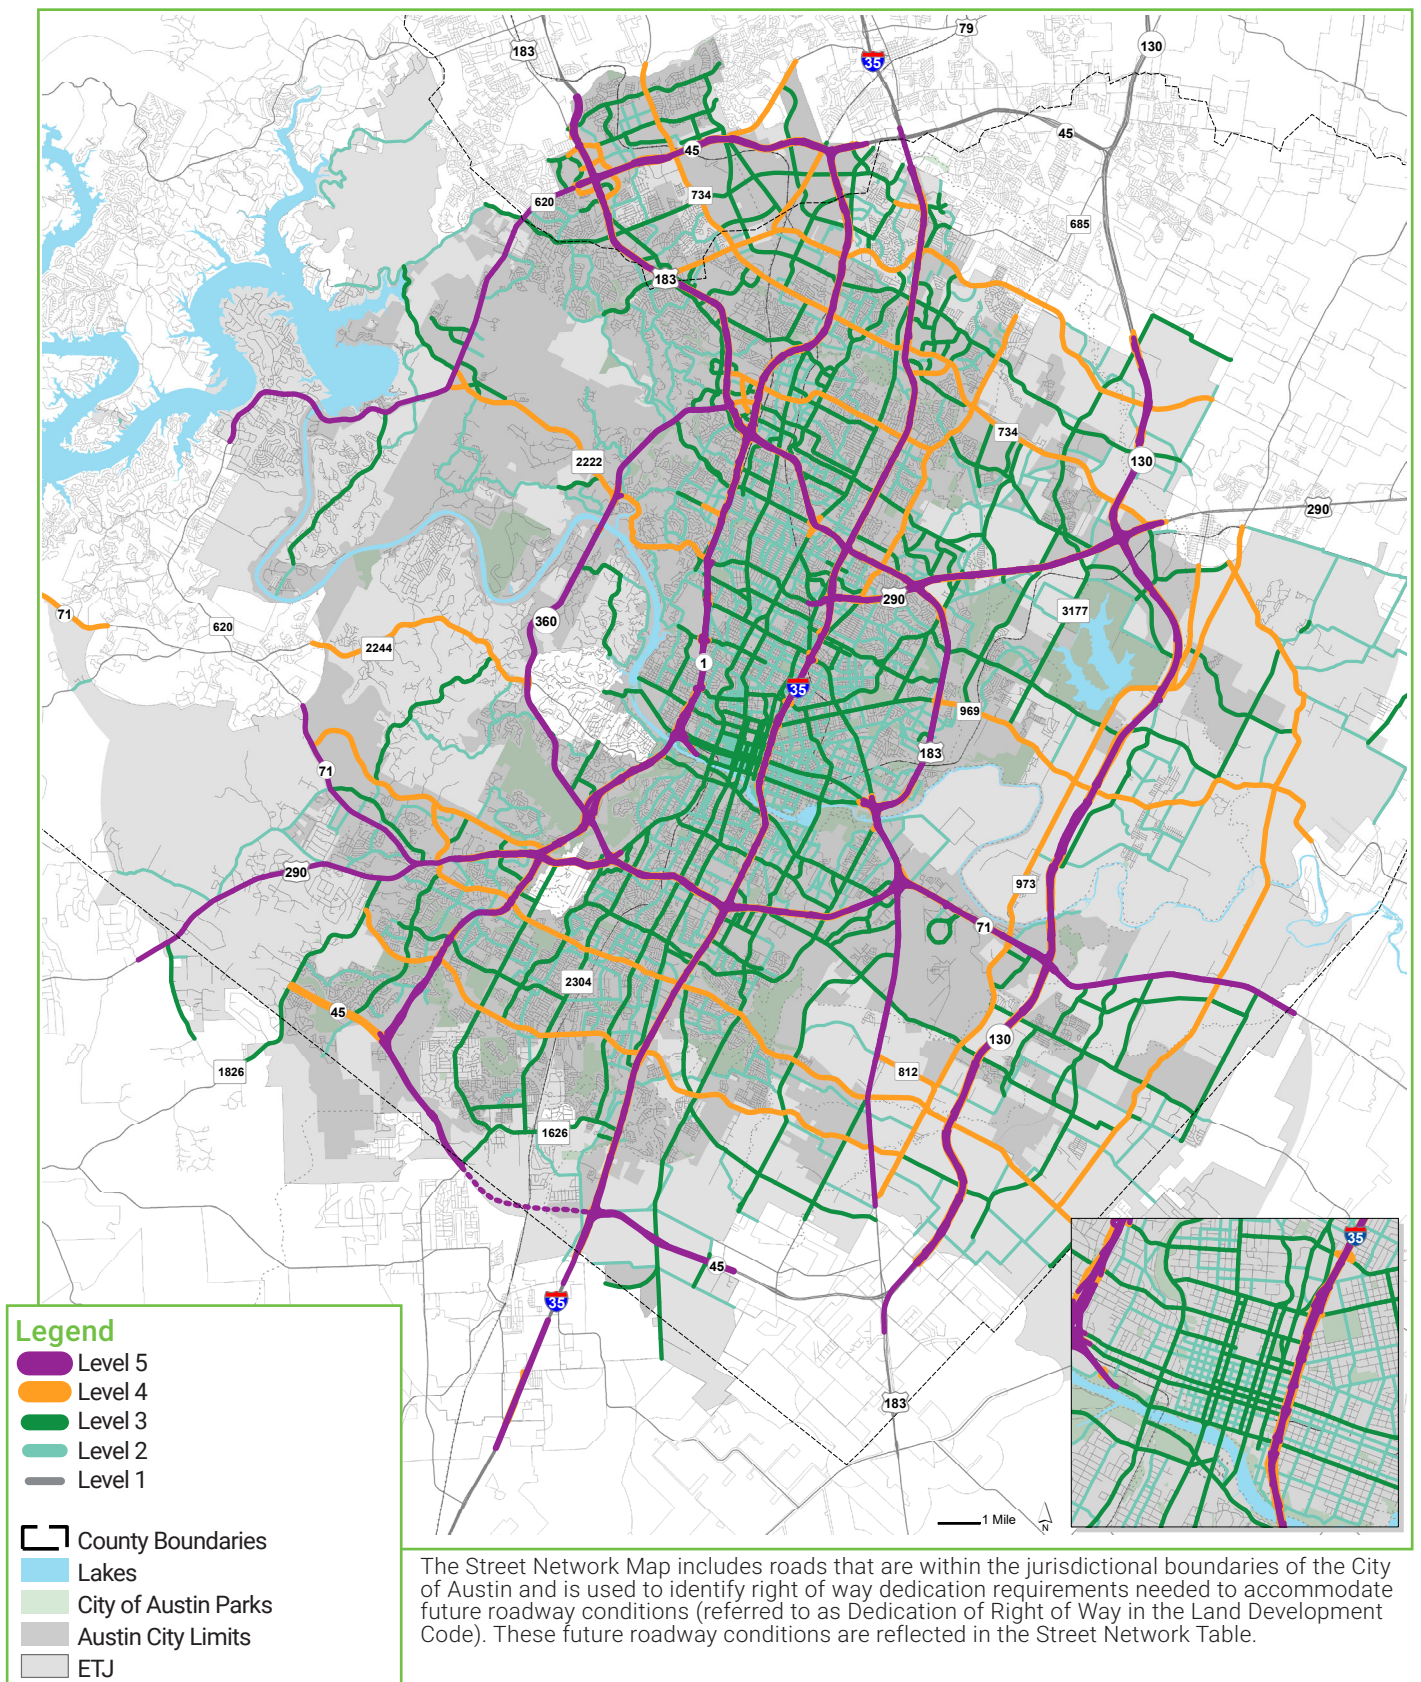 183
79
35
130
45
45
734
620
685
183
734
2222
130
290
71
620
2244
360
290
3177
1
35
969
183
71
290
973
71
2304
45
130
1826
812
1626
45
35
35
183
1 Mile
N
Legend
Level 5
Level 4
Level 3
Level 2
Level 1
County Boundaries
Lakes
City of Austin Parks
Austin City Limits
ETJ
The Street Network Map includes roads that are within the jurisdictional boundaries of the City
of Austin and is used to identify right of way dedication requirements needed to accommodate
future roadway conditions (referred to as Dedication of Right of Way in the Land Development
Code). These future roadway conditions are reflected in the Street Network Table.